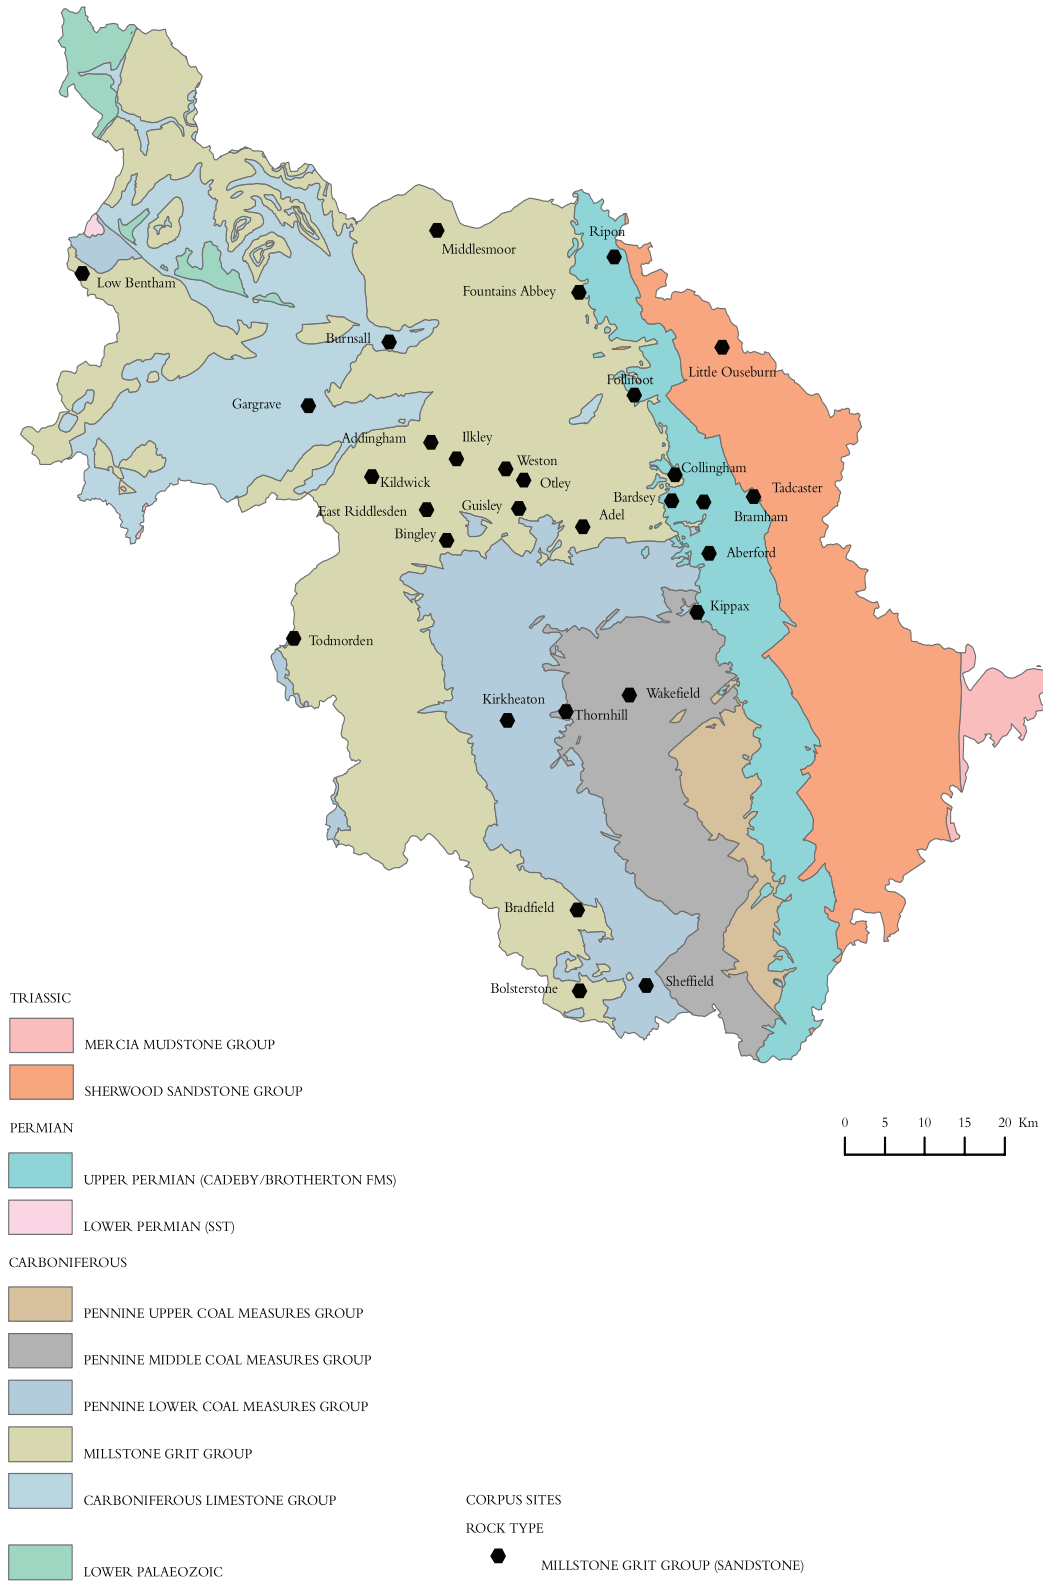 Ripon
Middlesmoor
Low Bentham
Fountains Abbey
Burnsall
Little Ouseburn
Follifoot
Gargrave
Addingham
Ilkley
Weston
Collingham
Kildwick
Otley
Tadcaster
Bardsey
East Riddlesden
Guisley
Adel
Bramham
Bingley
Aberford
Kippax
Todmorden
Kirkheaton
Wakefield
Thornhill
Bradfield
Bolsterstone
Sheffield
TRIASSIC
MERCIA MUDSTONE GROUP
SHERWOOD SANDSTONE GROUP
PERMIAN
0 5 10 15 20 Km
UPPER PERMIAN (CADEBY/BROTHERTON FMS)
LOWER PERMIAN (SST)
CARBONIFEROUS
PENNINE UPPER COAL MEASURES GROUP
PENNINE MIDDLE COAL MEASURES GROUP
PENNINE LOWER COAL MEASURES GROUP
MILLSTONE GRIT GROUP
CARBONIFEROUS LIMESTONE GROUP
LOWER PALAEOZOIC
CORPUS SITES
ROCK TYPE
MILLSTONE GRIT GROUP (SANDSTONE)